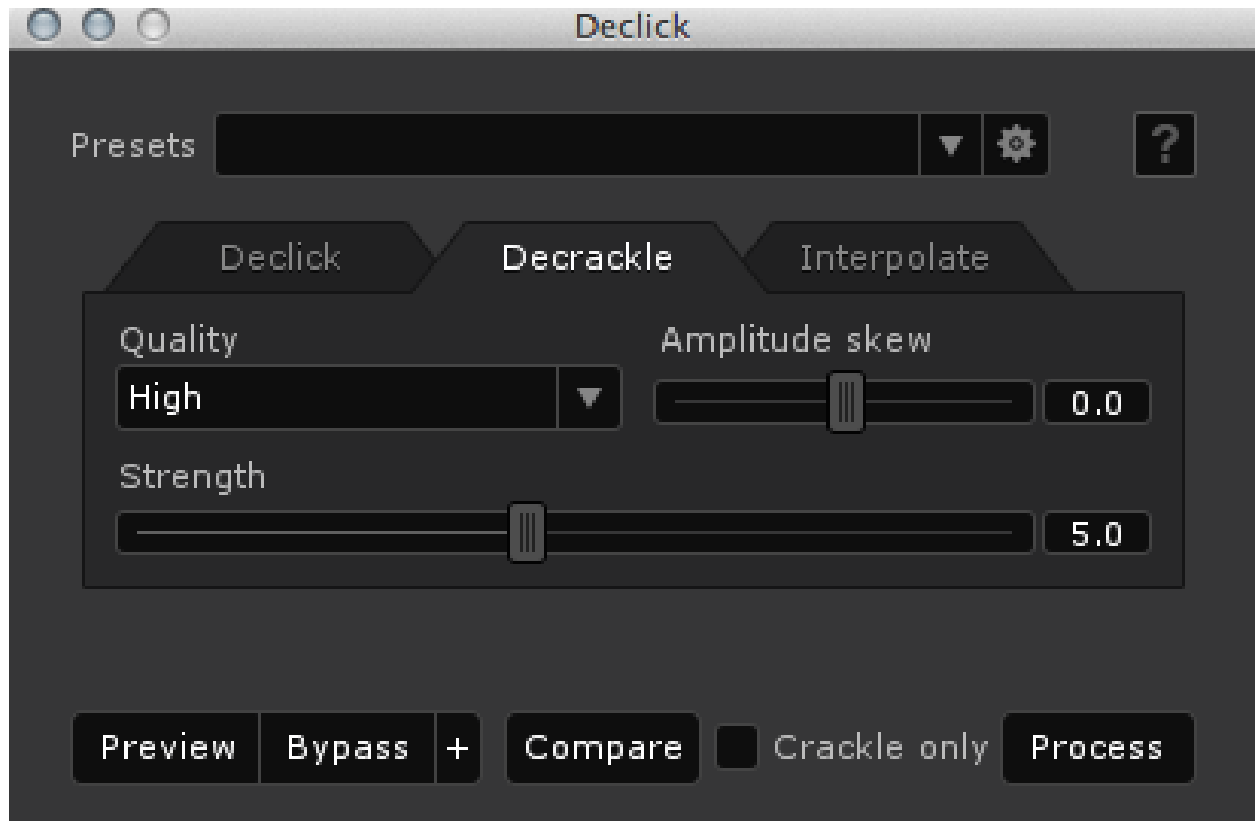 Declick
Presets
?
Declick Decrackle Interpolate
Quality Amplitude skew
High 0.0
Strength
5.0
Preview Bypass + Compare Crackle only Process